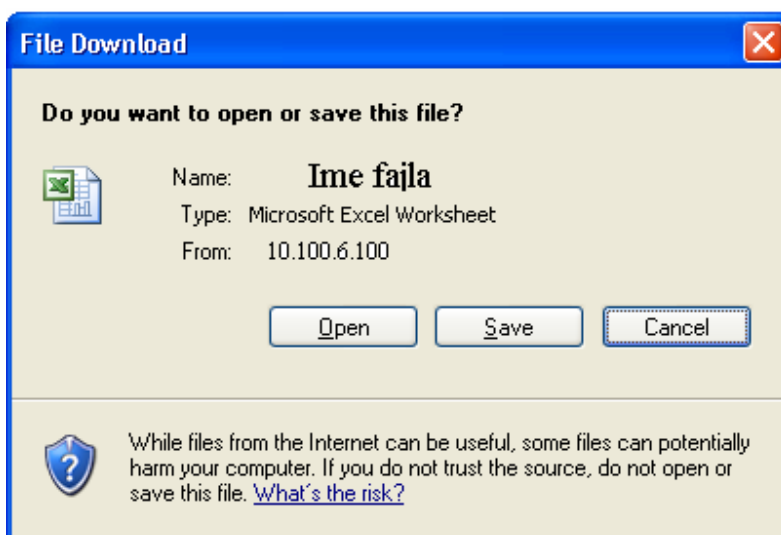 File Download
Do you want to open or save this file?
Name: Ime fajla
Type: Microsoft Excel Worksheet
From: 10.100.6.100
Open Save Cancel
While files from the Internet can be useful, some files can potentially
harm your computer. If you do not trust the source, do not open or
save this file. What's the risk?